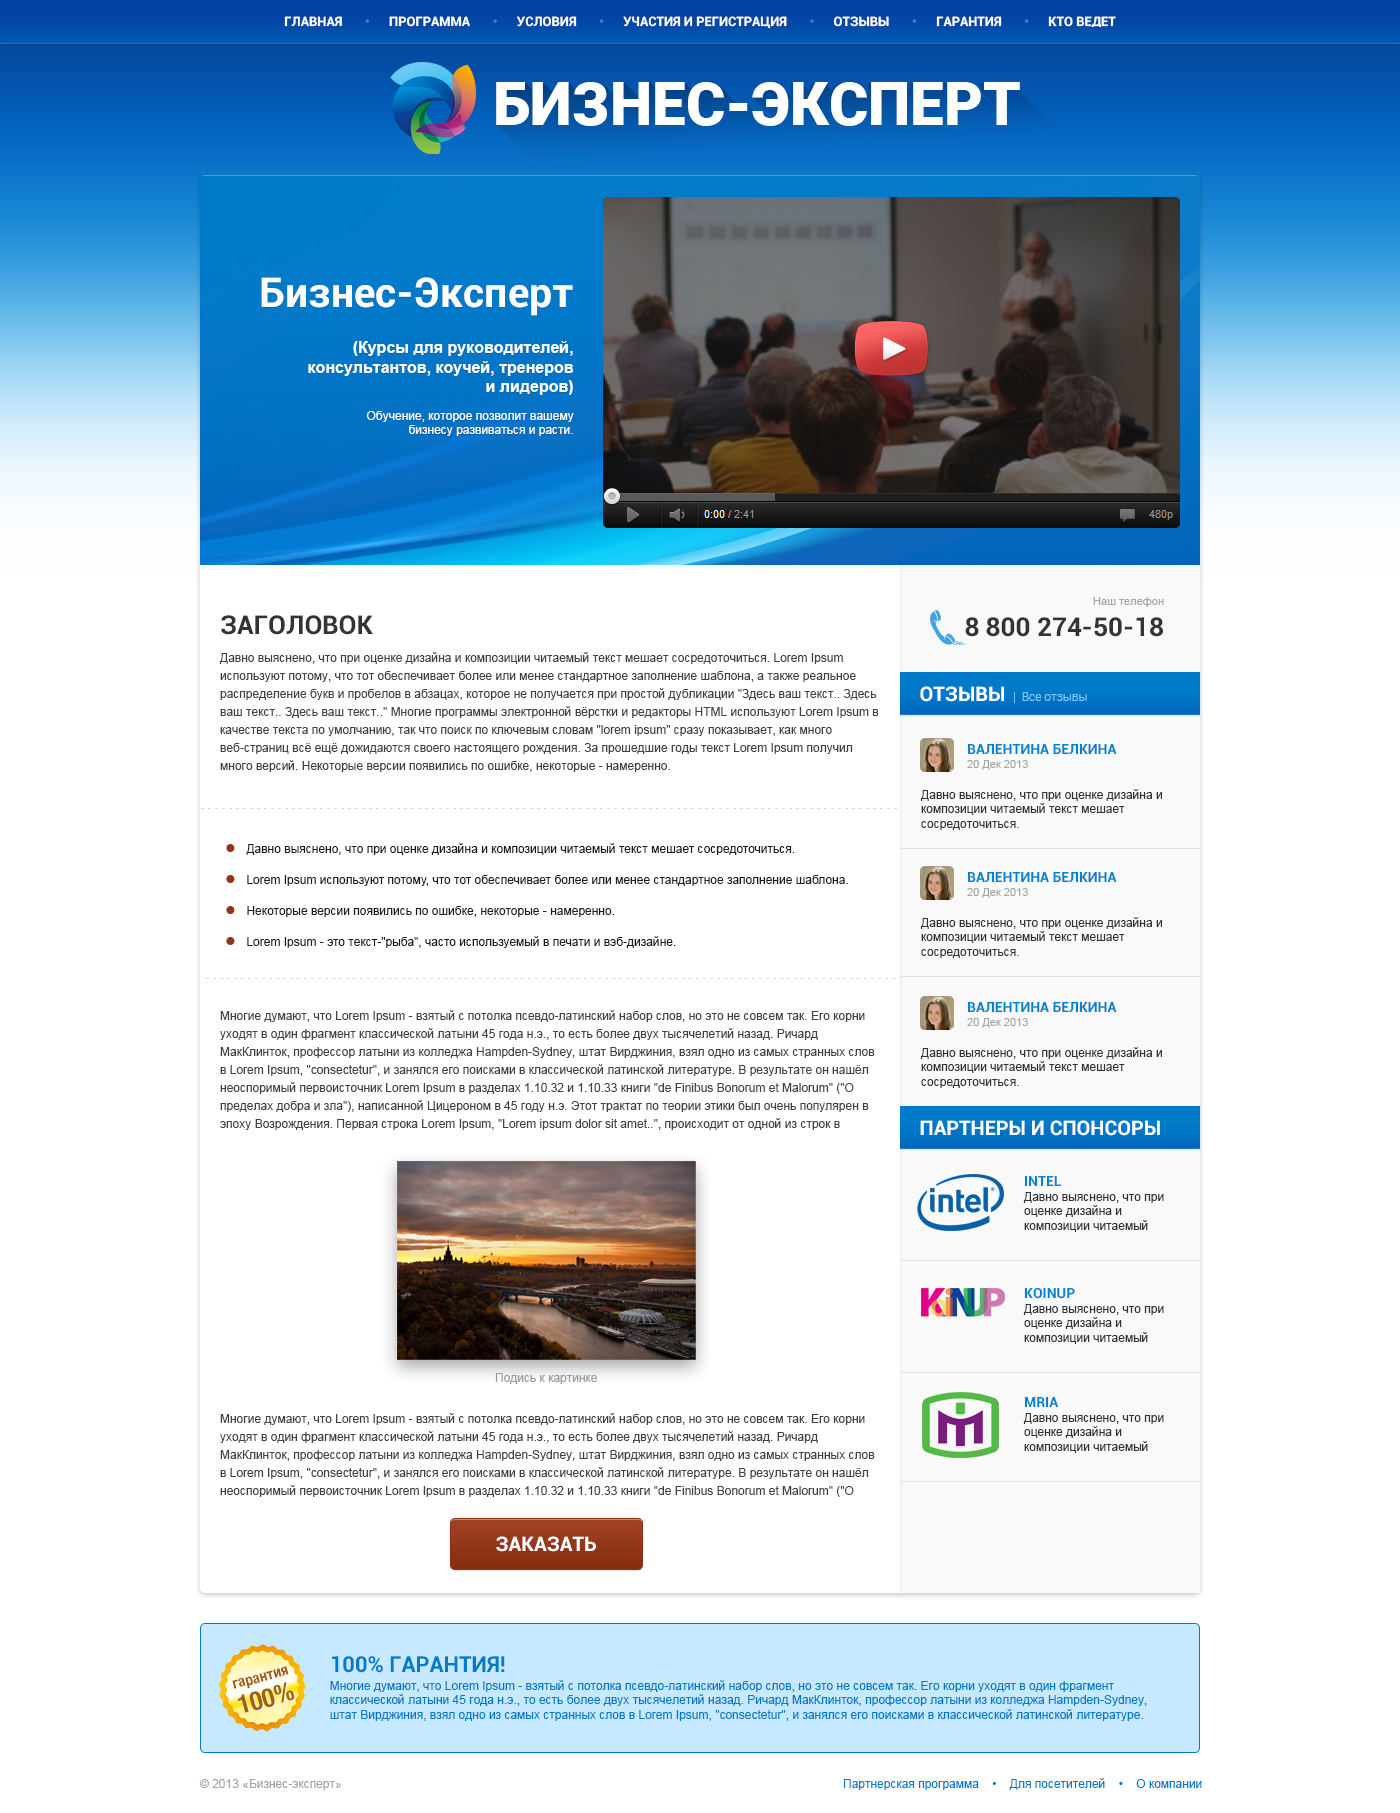 ГЛАВНАЯ • ПРОГРАММА • УСЛОВИЯ • УЧАСТИЯ И РЕГИСТРАЦИЯ • ОТЗЫВЫ • ГАРАНТИЯ • КТО ВЕДЕТ
БИЗНЕС-ЭКСПЕРТ
Бизнес-Эксперт
(Курсы для руководителей,
консультантов, коучей, тренеров
и лидеров)
Обучение, которое позволит вашему
бизнесу развиваться и расти.
0:00 / 2:41
480p
ЗАГОЛОВОК
Давно выяснено, что при оценке дизайна и композиции читаемый текст мешает сосредоточиться. Lorem Ipsum
используют потому, что тот обеспечивает более или менее стандартное заполнение шаблона, а также реальное
распределение букв и пробелов в абзацах, которое не получается при простой дубликации "Здесь ваш текст.. Здесь
ваш текст.. Здесь ваш текст.." Многие программы электронной вёрстки и редакторы HTML используют Lorem Ipsum в
качестве текста по умолчанию, так что поиск по ключевым словам "lorem ipsum" сразу показывает, как много
веб-страниц всё ещё дожидаются своего настоящего рождения. За прошедшие годы текст Lorem Ipsum получил
много версий. Некоторые версии появились по ошибке, некоторые - намеренно.
Давно выяснено, что при оценке дизайна и композиции читаемый текст мешает сосредоточиться.
Lorem Ipsum используют потому, что тот обеспечивает более или менее стандартное заполнение шаблона.
Некоторые версии появились по ошибке, некоторые - намеренно.
Lorem Ipsum - это текст-"рыба", часто используемый в печати и вэб-дизайне.
Многие думают, что Lorem Ipsum - взятый с потолка псевдо-латинский набор слов, но это не совсем так. Его корни
уходят в один фрагмент классической латыни 45 года н.э., то есть более двух тысячелетий назад. Ричард
МакКлинток, профессор латыни из колледжа Hampden-Sydney, штат Вирджиния, взял одно из самых странных слов
в Lorem Ipsum, "consectetur", и занялся его поисками в классической латинской литературе. В результате он нашёл
неоспоримый первоисточник Lorem Ipsum в разделах 1.10.32 и 1.10.33 книги "de Finibus Bonorum et Malorum" ("О
пределах добра и зла"), написанной Цицероном в 45 году н.э. Этот трактат по теории этики был очень популярен в
эпоху Возрождения. Первая строка Lorem Ipsum, "Lorem ipsum dolor sit amet..", происходит от одной из строк в
Подись к картинке
Многие думают, что Lorem Ipsum - взятый с потолка псевдо-латинский набор слов, но это не совсем так. Его корни
уходят в один фрагмент классической латыни 45 года н.э., то есть более двух тысячелетий назад. Ричард
МакКлинток, профессор латыни из колледжа Hampden-Sydney, штат Вирджиния, взял одно из самых странных слов
в Lorem Ipsum, "consectetur", и занялся его поисками в классической латинской литературе. В результате он нашёл
неоспоримый первоисточник Lorem Ipsum в разделах 1.10.32 и 1.10.33 книги "de Finibus Bonorum et Malorum" ("О
ЗАКАЗАТЬ
Наш телефон
8 800 274-50-18
ОТЗЫВЫ | Все отзывы
ВАЛЕНТИНА БЕЛКИНА
20 Дек 2013
Давно выяснено, что при оценке дизайна и
композиции читаемый текст мешает
сосредоточиться.
ВАЛЕНТИНА БЕЛКИНА
20 Дек 2013
Давно выяснено, что при оценке дизайна и
композиции читаемый текст мешает
сосредоточиться.
ВАЛЕНТИНА БЕЛКИНА
20 Дек 2013
Давно выяснено, что при оценке дизайна и
композиции читаемый текст мешает
сосредоточиться.
ПАРТНЕРЫ И СПОНСОРЫ
intel
INTEL
Давно выяснено, что при
оценке дизайна и
композиции читаемый
KOiNUP
KOINUP
Давно выяснено, что при
оценке дизайна и
композиции читаемый
MRIA
Давно выяснено, что при
оценке дизайна и
композиции читаемый
гарантия
100%
100% ГАРАНТИЯ!
Многие думают, что Lorem Ipsum - взятый с потолка псевдо-латинский набор слов, но это не совсем так. Его корни уходят в один фрагмент
классической латыни 45 года н.э., то есть более двух тысячелетий назад. Ричард МакКлинток, профессор латыни из колледжа Hampden-Sydney,
штат Вирджиния, взял одно из самых странных слов в Lorem Ipsum, "consectetur", и занялся его поисками в классической латинской литературе.
© 2013 «Бизнес-эксперт»
Партнерская программа • Для посетителей • О компании